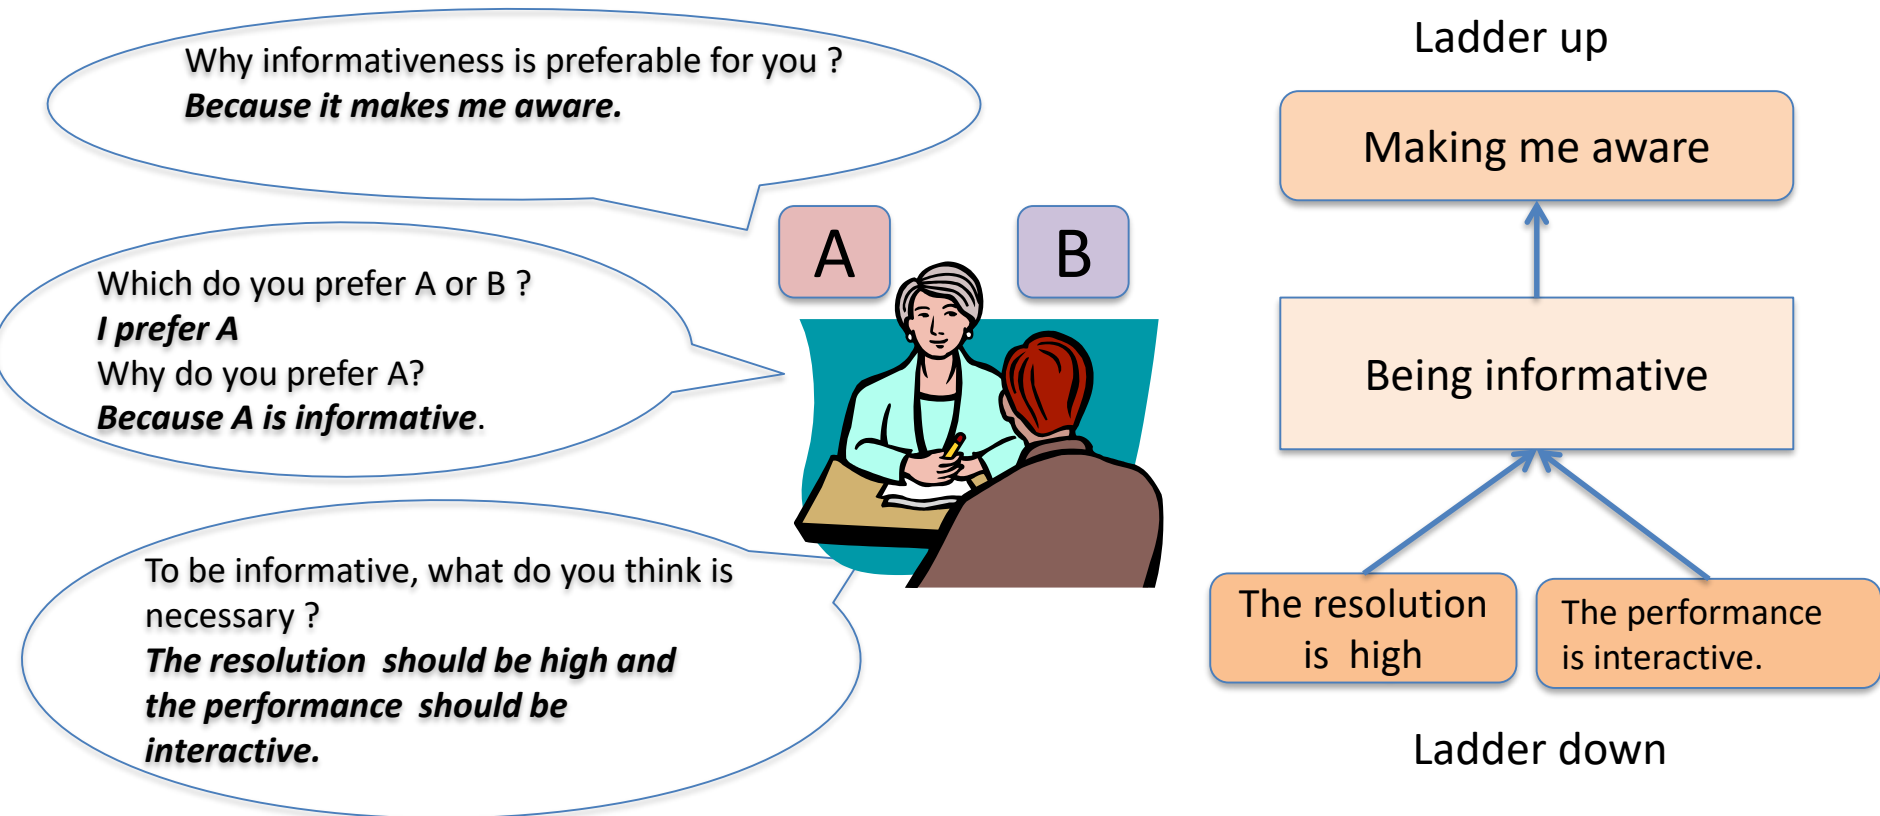 Why informativeness is preferable for you ?
Because it makes me aware.
Which do you prefer A or B ?
I prefer A
Why do you prefer A?
Because A is informative.
To be informative, what do you think is
necessary ?
The resolution should be high and
the performance should be
interactive.
A
B
Ladder up
Making me aware
Being informative
The resolution
is high
The performance
is interactive.
Ladder down